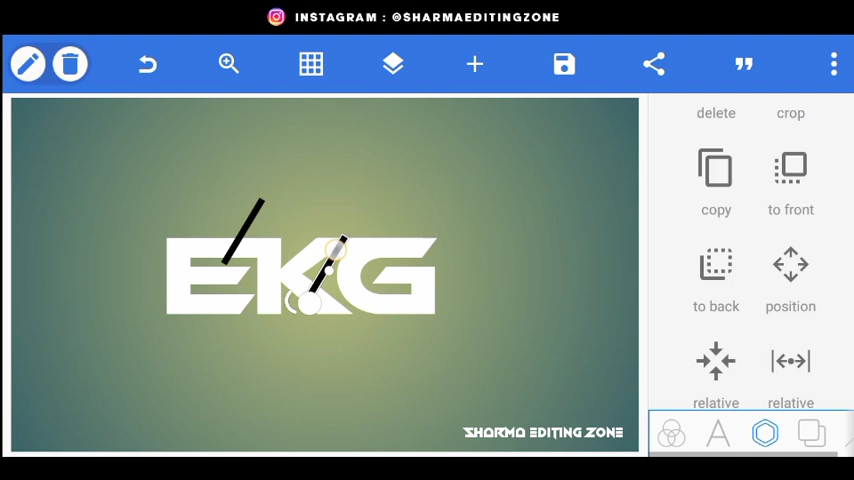 INSTAGRAM : @SHARMAEDITINGZONE
delete crop
copy to front
to back position
relative relative
EKG
SHARMA EDITING ZONE